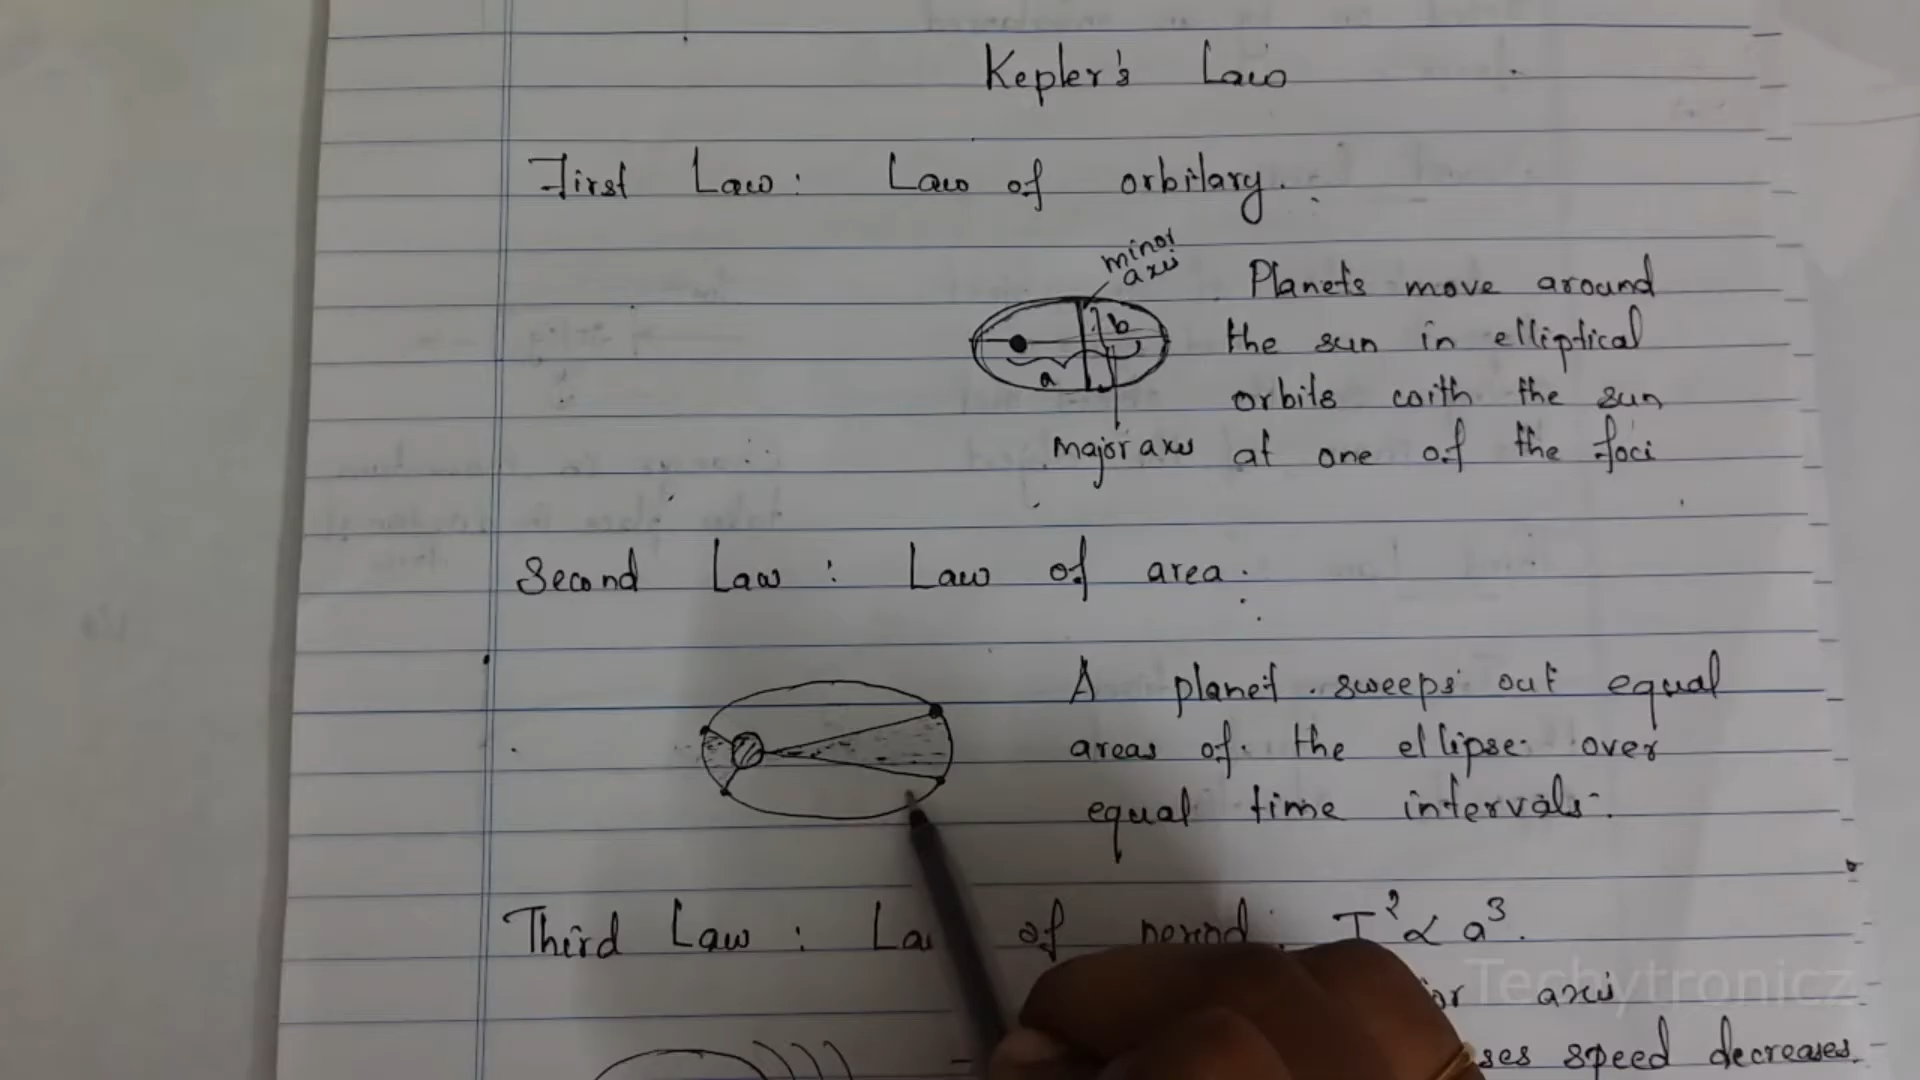 Kepler's Law
First Law: Law of orbitary.
minor
axis
Planets move around
b
the sun in elliptical
a
orbits with the sun
major axis at one of the foci
Second Law : Law of area.
A planet sweeps out equal
areas of the ellipse over
equal time intervals.
Third Law : La of period: T² ∝ a³.
Techytronicz
or axis
ses speed decreases.